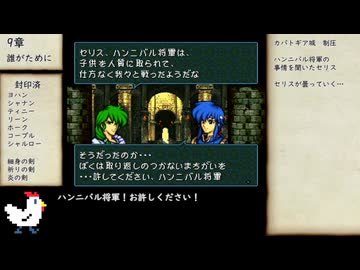 9章
誰がために
封印済
ヨハン
シャナン
ティニー
リーン
ホーク
コープル
シャルロー
細身の剣
祈りの剣
炎の剣
セリス、ハンニバル将軍は、
子供を人質に取られて、
仕方なく我々と戦ったようだな
そうだったのか・・・
ぼくは取り返しのつかないまちがいを
・・・許してください、ハンニバル将軍
カパトギア城 制圧
ハンニバル将軍の
事情を聞いたセリス
セリスが曇っていく…
ハンニバル将軍！お許しください！